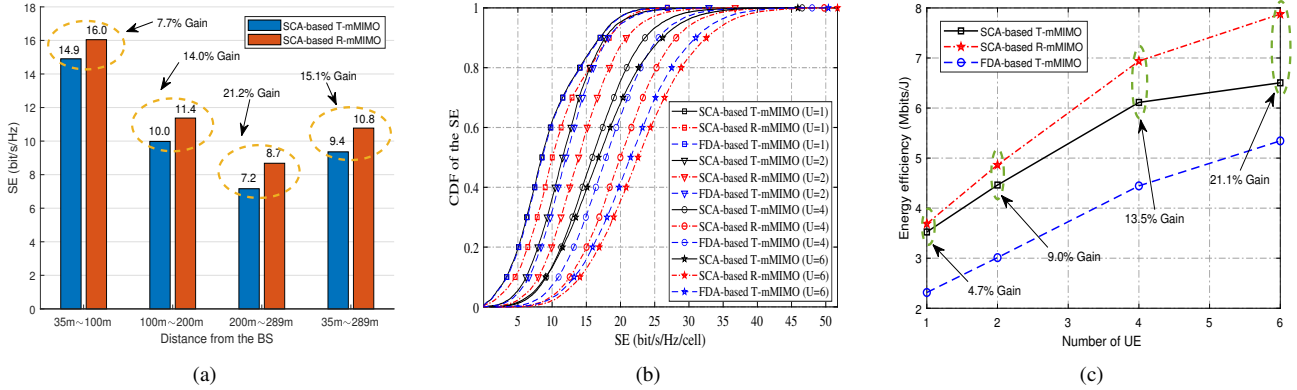 18
16
14
12
10
8
6
4
2
0
SE (bit/s/Hz)
SCA-based T-mMIMO
SCA-based R-mMIMO
7.7% Gain
14.0% Gain
21.2% Gain
15.1% Gain
14.9
16.0
10.0
11.4
7.2
8.7
9.4
10.8
35m~100m
100m~200m
200m~289m
35m~289m
Distance from the BS
(a)
1
0.8
0.6
0.4
0.2
0
CDF of the SE
SCA-based T-mMIMO (U=1)
SCA-based R-mMIMO (U=1)
FDA-based T-mMIMO (U=1)
SCA-based T-mMIMO (U=2)
SCA-based R-mMIMO (U=2)
FDA-based T-mMIMO (U=2)
SCA-based T-mMIMO (U=4)
SCA-based R-mMIMO (U=4)
FDA-based T-mMIMO (U=4)
SCA-based T-mMIMO (U=6)
SCA-based R-mMIMO (U=6)
FDA-based T-mMIMO (U=6)
5 10 15 20 25 30 35 40 45 50
SE (bit/s/Hz/cell)
(b)
8
7
6
5
4
3
2
Energy efficiency (Mbits/J)
SCA-based T-mMIMO
SCA-based R-mMIMO
FDA-based T-mMIMO
21.1% Gain
13.5% Gain
9.0% Gain
4.7% Gain
1 2 3 4 5 6
Number of UE
(c)